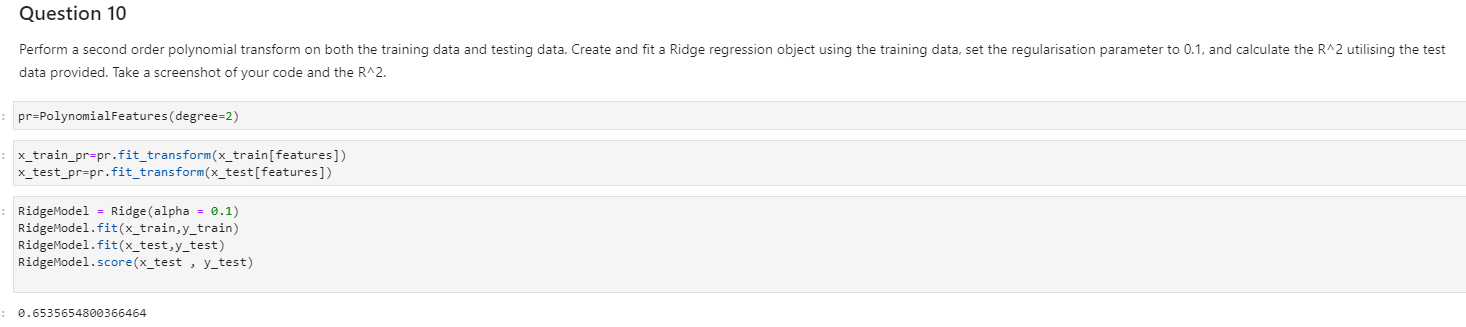 Question 10
Perform a second order polynomial transform on both the training data and testing data. Create and fit a Ridge regression object using the training data, set the regularisation parameter to 0.1, and calculate the R^2 utilising the test
data provided. Take a screenshot of your code and the R^2.
: pr=PolynomialFeatures(degree=2)
: x_train_pr=pr.fit_transform(x_train[features])
x_test_pr=pr.fit_transform(x_test[features])
: RidgeModel = Ridge(alpha = 0.1)
RidgeModel.fit(x_train,y_train)
RidgeModel.fit(x_test,y_test)
RidgeModel.score(x_test , y_test)
: 0.6535654800366464